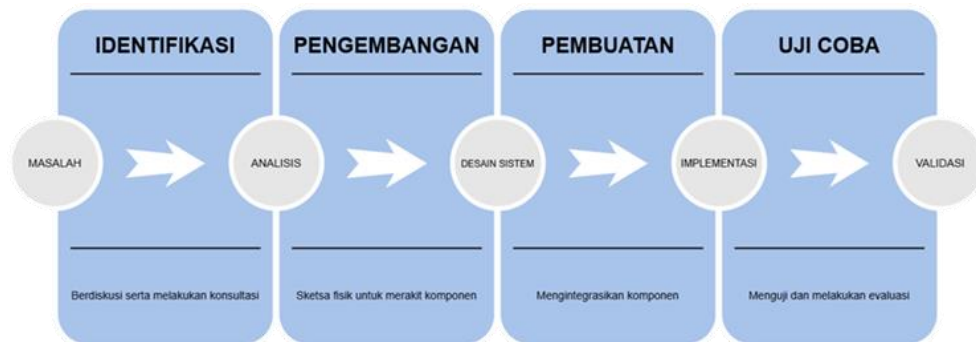 IDENTIFIKASI
PENGEMBANGAN
PEMBUATAN
UJI COBA
MASALAH
ANALISIS
DESAIN SISTEM
IMPLEMENTASI
VALIDASI
Berdiskusi serta melakukan konsultasi
Sketsa fisik untuk merakit komponen
Mengintegrasikan komponen
Menguji dan melakukan evaluasi